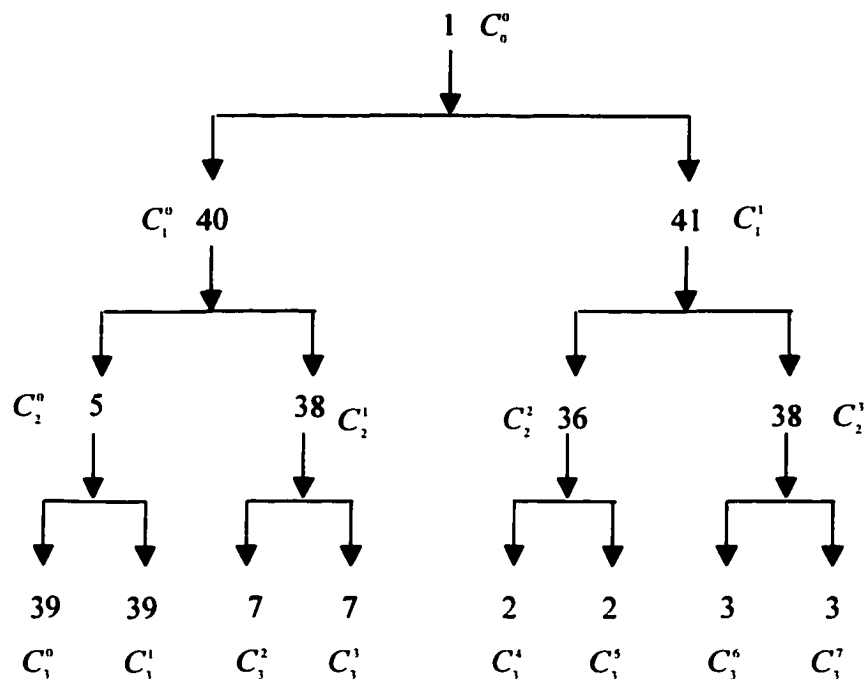 1 C₀⁰
C₁⁰ 40 41 C₁¹
C₂⁰ 5 38 C₂¹ C₂² 36 38 C₂³
39 39 7 7 2 2 3 3
C₃⁰ C₃¹ C₃² C₃³ C₃⁴ C₃⁵ C₃⁶ C₃⁷